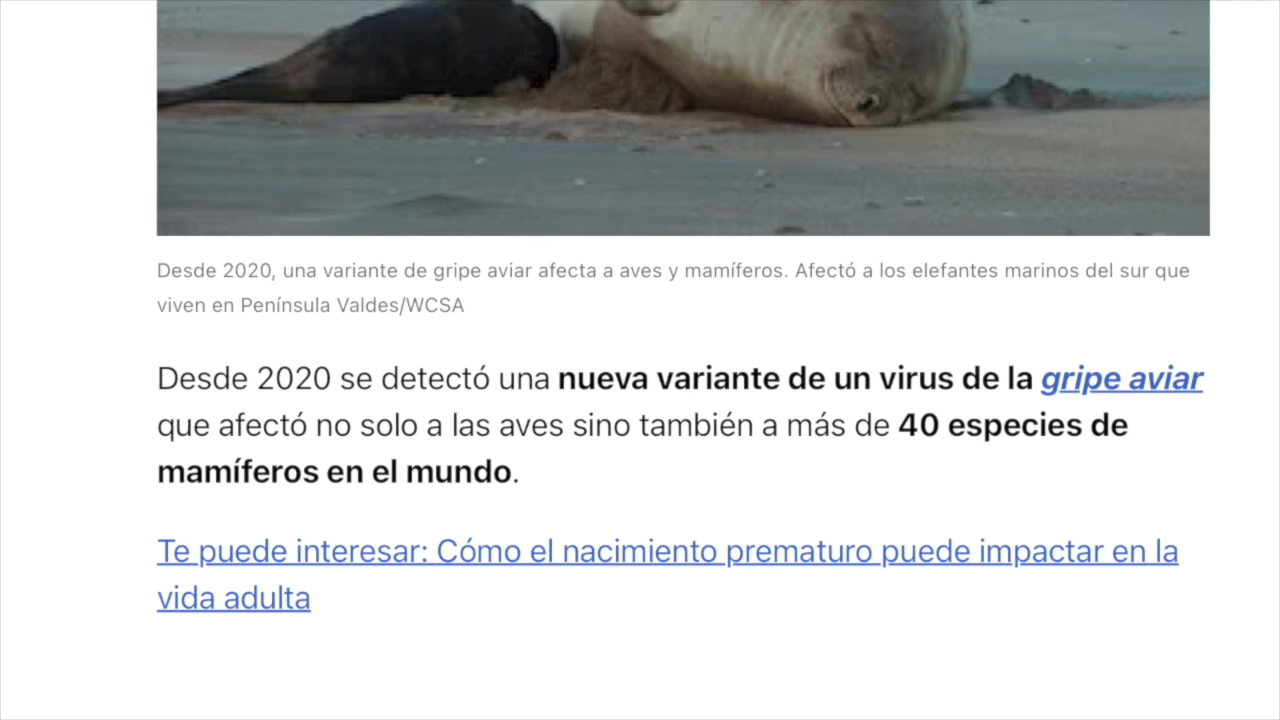 Desde 2020, una variante de gripe aviar afecta a aves y mamíferos. Afectó a los elefantes marinos del sur que
viven en Península Valdes/WCSA
Desde 2020 se detectó una nueva variante de un virus de la gripe aviar
que afectó no solo a las aves sino también a más de 40 especies de
mamíferos en el mundo.
Te puede interesar: Cómo el nacimiento prematuro puede impactar en la
vida adulta